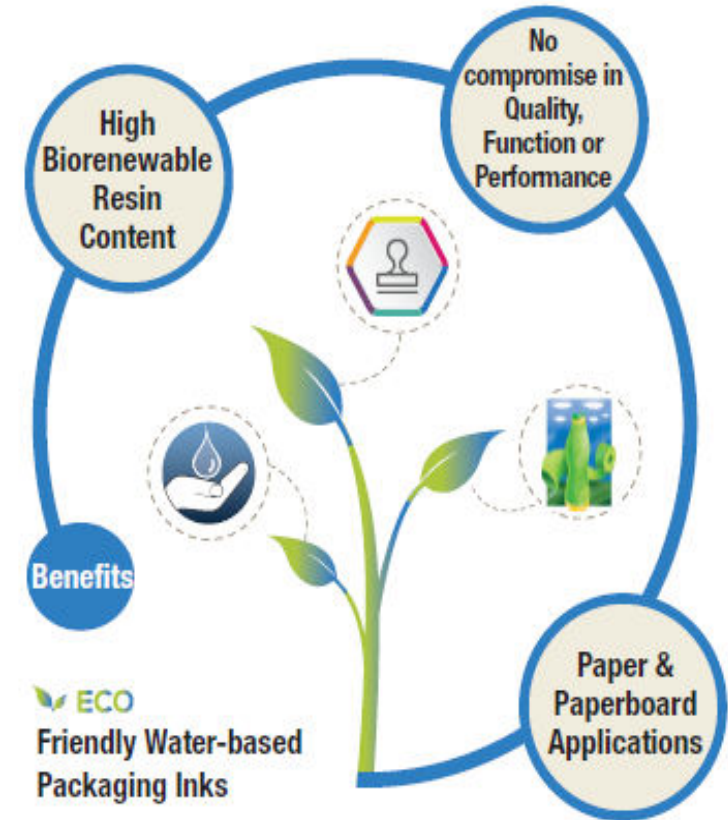 No
compromise in
Quality,
Function or
Performance
High
Biorenewable
Resin
Content
Benefits
Paper &
Paperboard
Applications
ECO
Friendly Water-based
Packaging Inks